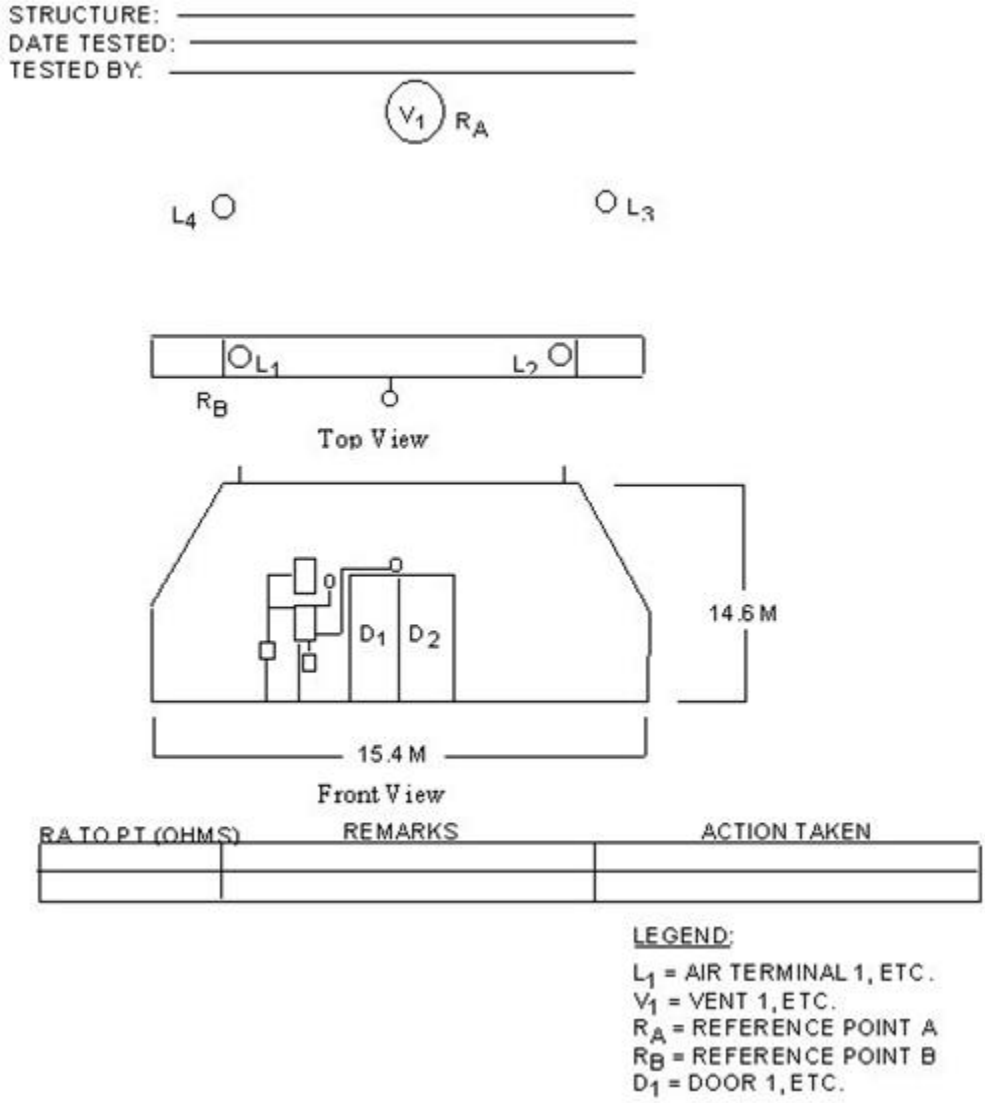 STRUCTURE:
DATE TESTED:
TESTED BY:
V1 RA
L4 L3
L1 L2
RB
Top View
14.6 M
D1 D2
15.4 M
Front View
RA TO PT (OHMS) REMARKS ACTION TAKEN
LEGEND:
L1 = AIR TERMINAL 1, ETC.
V1 = VENT 1, ETC.
RA = REFERENCE POINT A
RB = REFERENCE POINT B
D1 = DOOR 1, ETC.